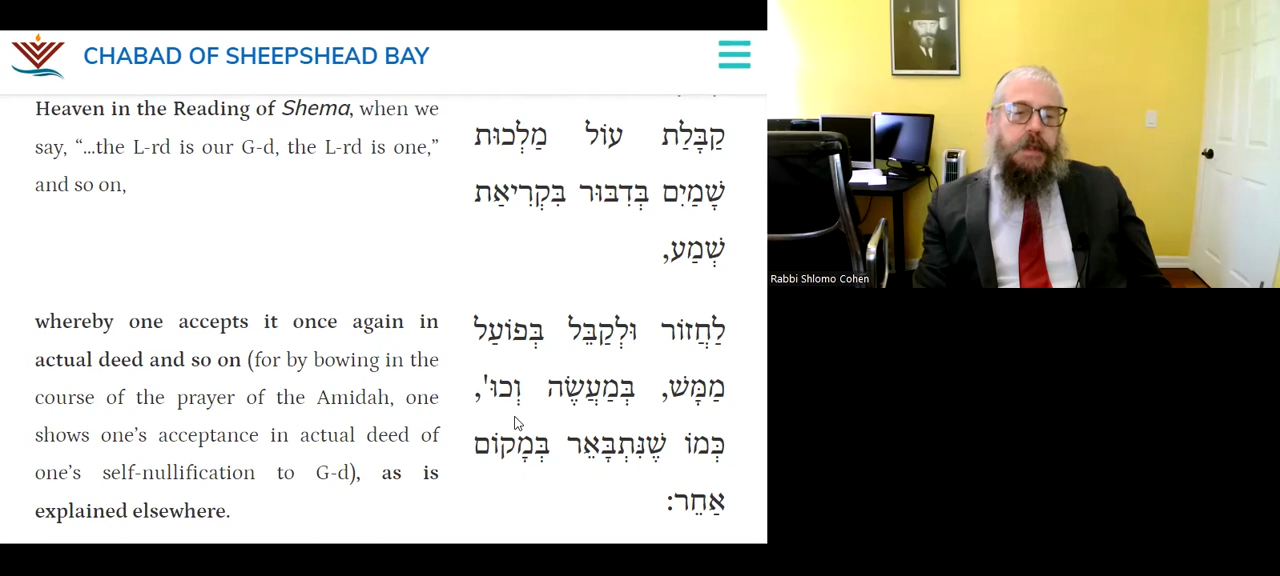 CHABAD OF SHEEPSHEAD BAY
Heaven in the Reading of Shema, when we
say, “...the L-rd is our G-d, the L-rd is one,”
and so on,
קַבָּלַת עוֹל מַלְכוּת
שָׁמַיִם בְּדִבּוּר בִּקְרִיאַת
שְׁמַע,
whereby one accepts it once again in
actual deed and so on (for by bowing in the
course of the prayer of the Amidah, one
shows one’s acceptance in actual deed of
one’s self-nullification to G-d), as is
explained elsewhere.
לַחֲזוֹר וּלְקַבֵּל בְּפוֹעַל
מַמָּשׁ, בְּמַעֲשֶׂה וְכוּ',
כְּמוֹ שֶׁנִּתְבָּאֵר בְּמָקוֹם
אַחֵר:
Rabbi Shlomo Cohen